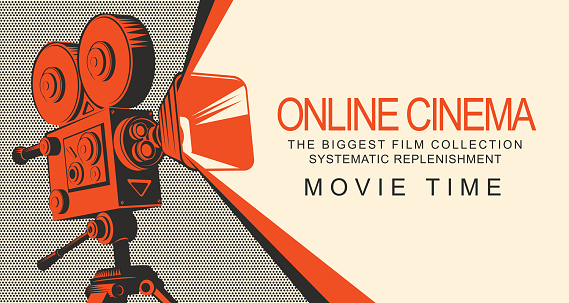 ONLINE CINEMA
THE BIGGEST FILM COLLECTION
SYSTEMATIC REPLENISHMENT
MOVIE TIME